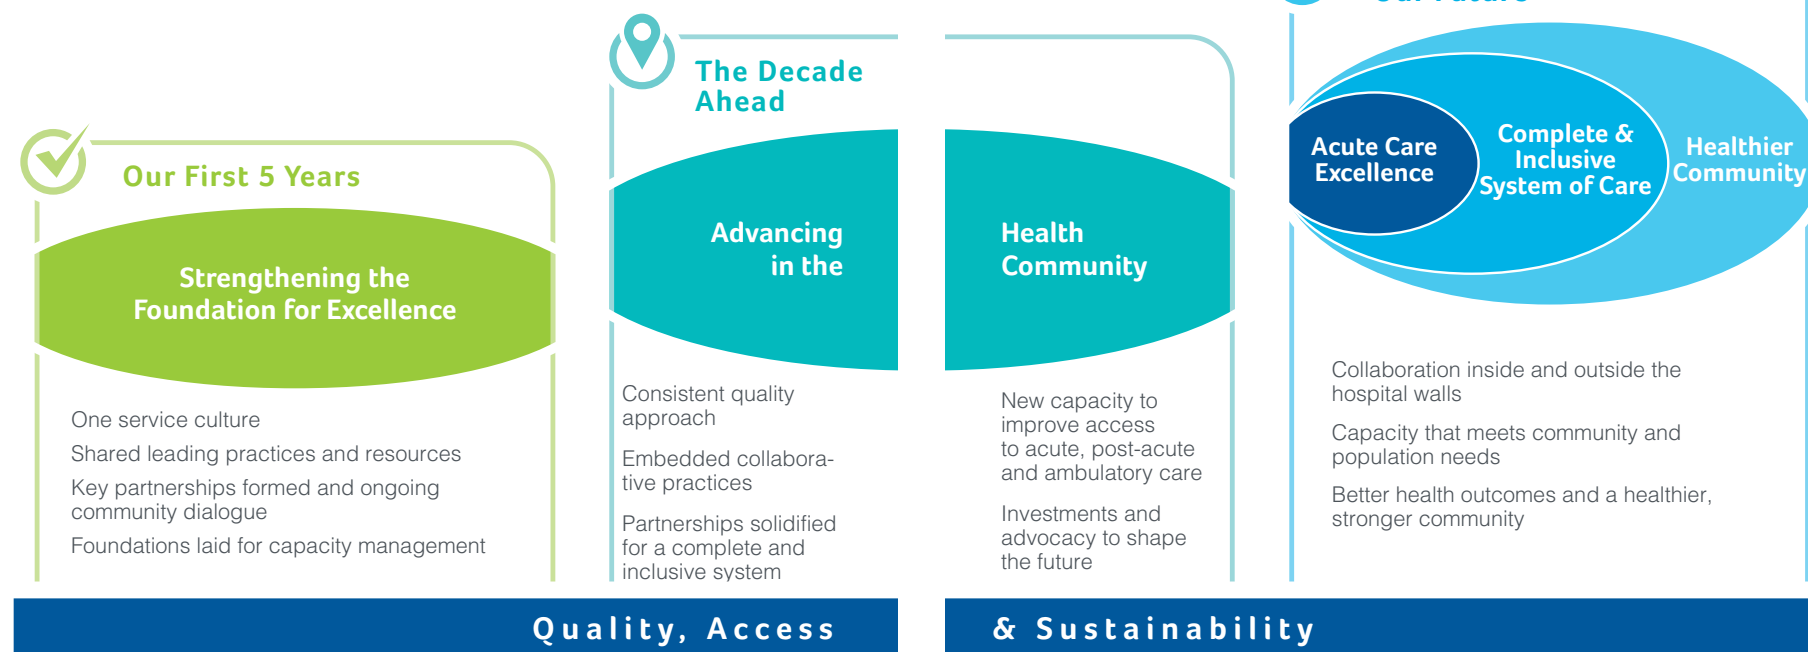 Our First 5 Years
Strengthening the
Foundation for Excellence
One service culture
Shared leading practices and resources
Key partnerships formed and ongoing
community dialogue
Foundations laid for capacity management
The Decade
Ahead
Advancing
in the
Health
Community
Consistent quality
approach
Embedded collabora-
tive practices
Partnerships solidified
for a complete and
inclusive system
New capacity to
improve access
to acute, post-acute
and ambulatory care
Investments and
advocacy to shape
the future
Our Future
Acute Care
Excellence
Complete &
Inclusive
System of Care
Healthier
Community
Collaboration inside and outside the
hospital walls
Capacity that meets community and
population needs
Better health outcomes and a healthier,
stronger community
Quality, Access
& Sustainability